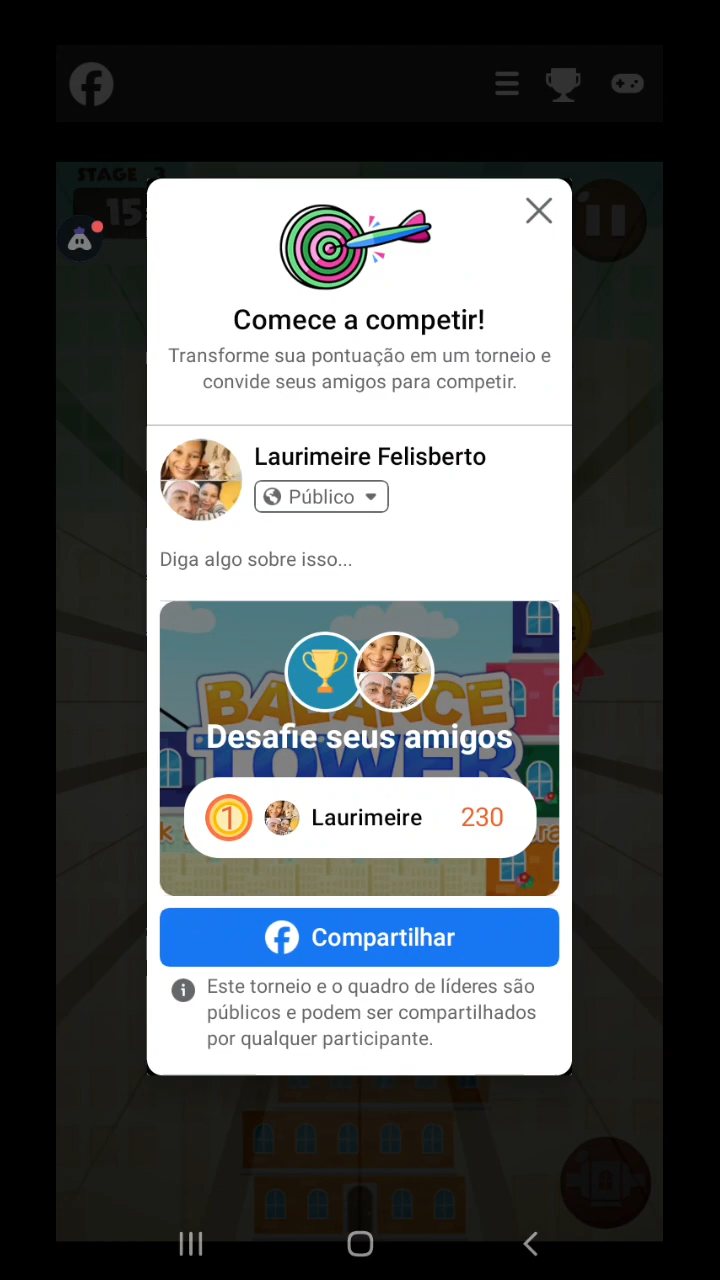 STAGE 3
15
Comece a competir!
Transforme sua pontuação em um torneio e
convide seus amigos para competir.
Laurimeire Felisberto
Público
Diga algo sobre isso...
BALANCE
Desafie seus amigos
TOWER
1 Laurimeire 230
Compartilhar
Este torneio e o quadro de líderes são
públicos e podem ser compartilhados
por qualquer participante.